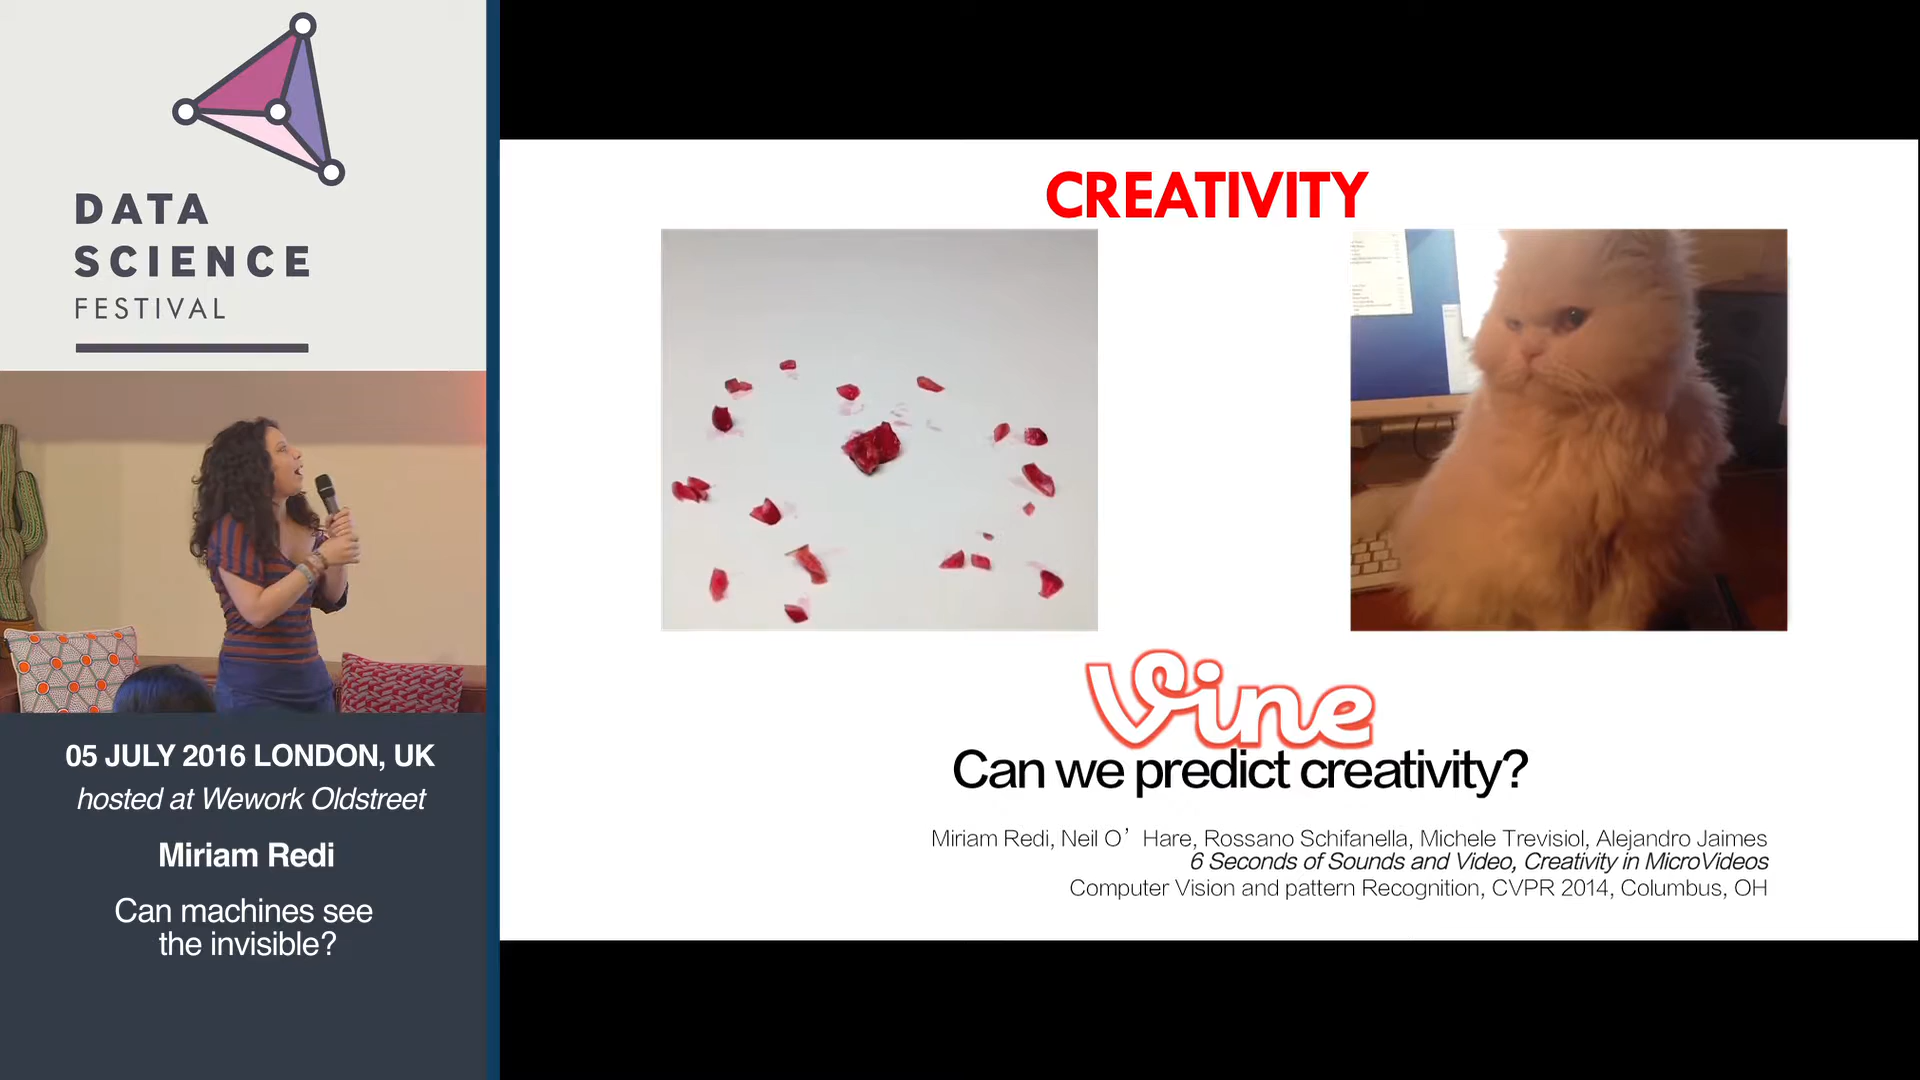 DATA
SCIENCE
FESTIVAL
05 JULY 2016 LONDON, UK
hosted at Wework Oldstreet
Miriam Redi
Can machines see
the invisible?
CREATIVITY
Vine
Can we predict creativity?
Miriam Redi, Neil O’ Hare, Rossano Schifanella, Michele Trevisiol, Alejandro Jaimes
6 Seconds of Sounds and Video, Creativity in MicroVideos
Computer Vision and pattern Recognition, CVPR 2014, Columbus, OH